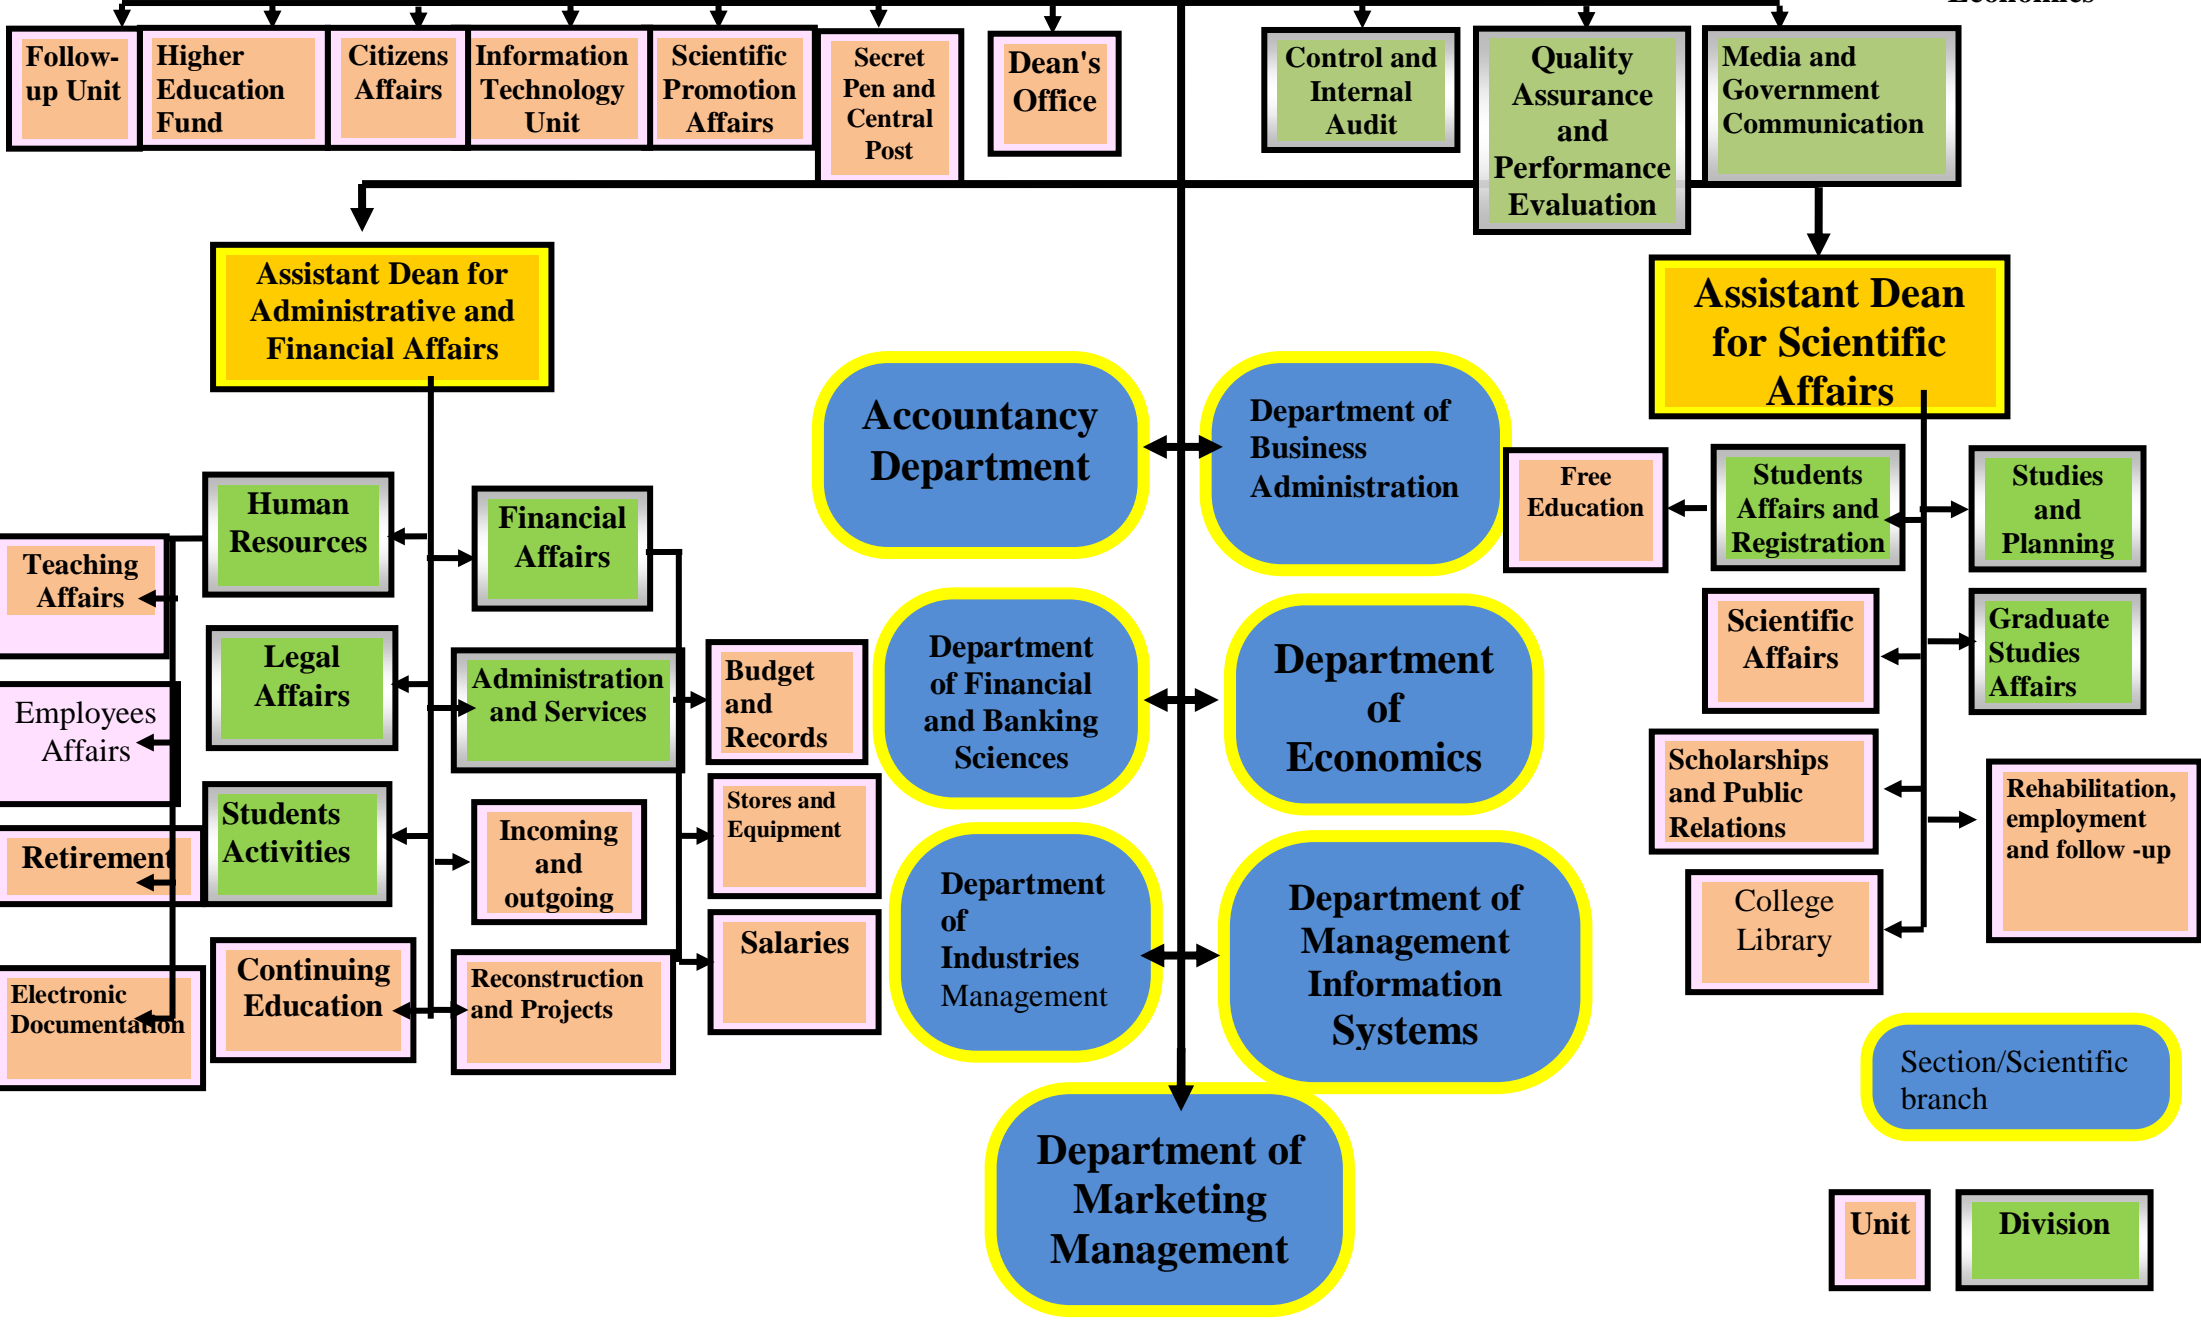 Follow-
up Unit
Higher
Education
Fund
Citizens
Affairs
Information
Technology
Unit
Scientific
Promotion
Affairs
Secret
Pen and
Central
Post
Dean's
Office
Control and
Internal
Audit
Quality
Assurance
and
Performance
Evaluation
Media and
Government
Communication
Assistant Dean for
Administrative and
Financial Affairs
Assistant Dean
for Scientific
Affairs
Accountancy
Department
Department of
Business
Administration
Free
Education
Students
Affairs and
Registration
Studies
and
Planning
Human
Resources
Financial
Affairs
Teaching
Affairs
Legal
Affairs
Administration
and Services
Budget
and
Records
Department
of Financial
and Banking
Sciences
Department
of
Economics
Scientific
Affairs
Graduate
Studies
Affairs
Employees
Affairs
Students
Activities
Incoming
and
outgoing
Stores and
Equipment
Scholarships
and Public
Relations
Rehabilitation,
employment
and follow -up
Retirement
Department
of
Industries
Management
Department of
Management
Information
Systems
College
Library
Continuing
Education
Reconstruction
and Projects
Salaries
Electronic
Documentation
Section/Scientific
branch
Department of
Marketing
Management
Unit
Division